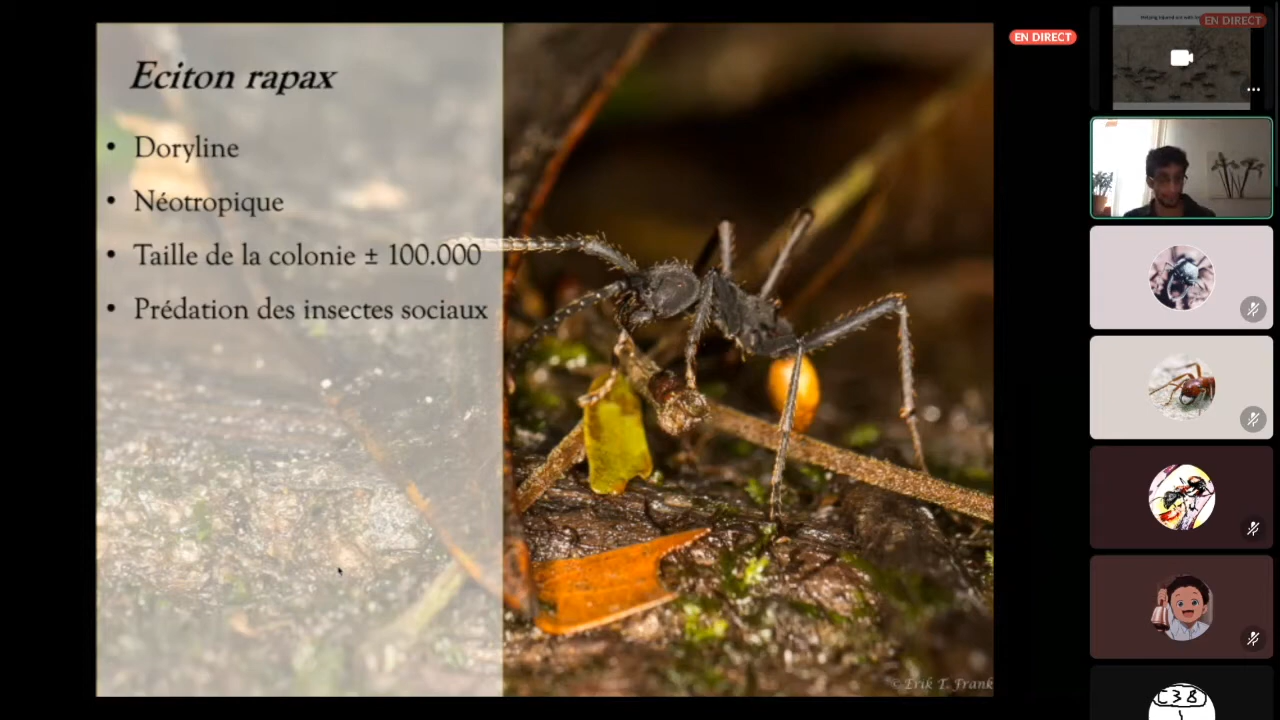 Eciton rapax
• Doryline
• Néotropique
• Taille de la colonie ± 100.000
• Prédation des insectes sociaux
© Erik T. Frank
EN DIRECT
EN DIRECT
C38